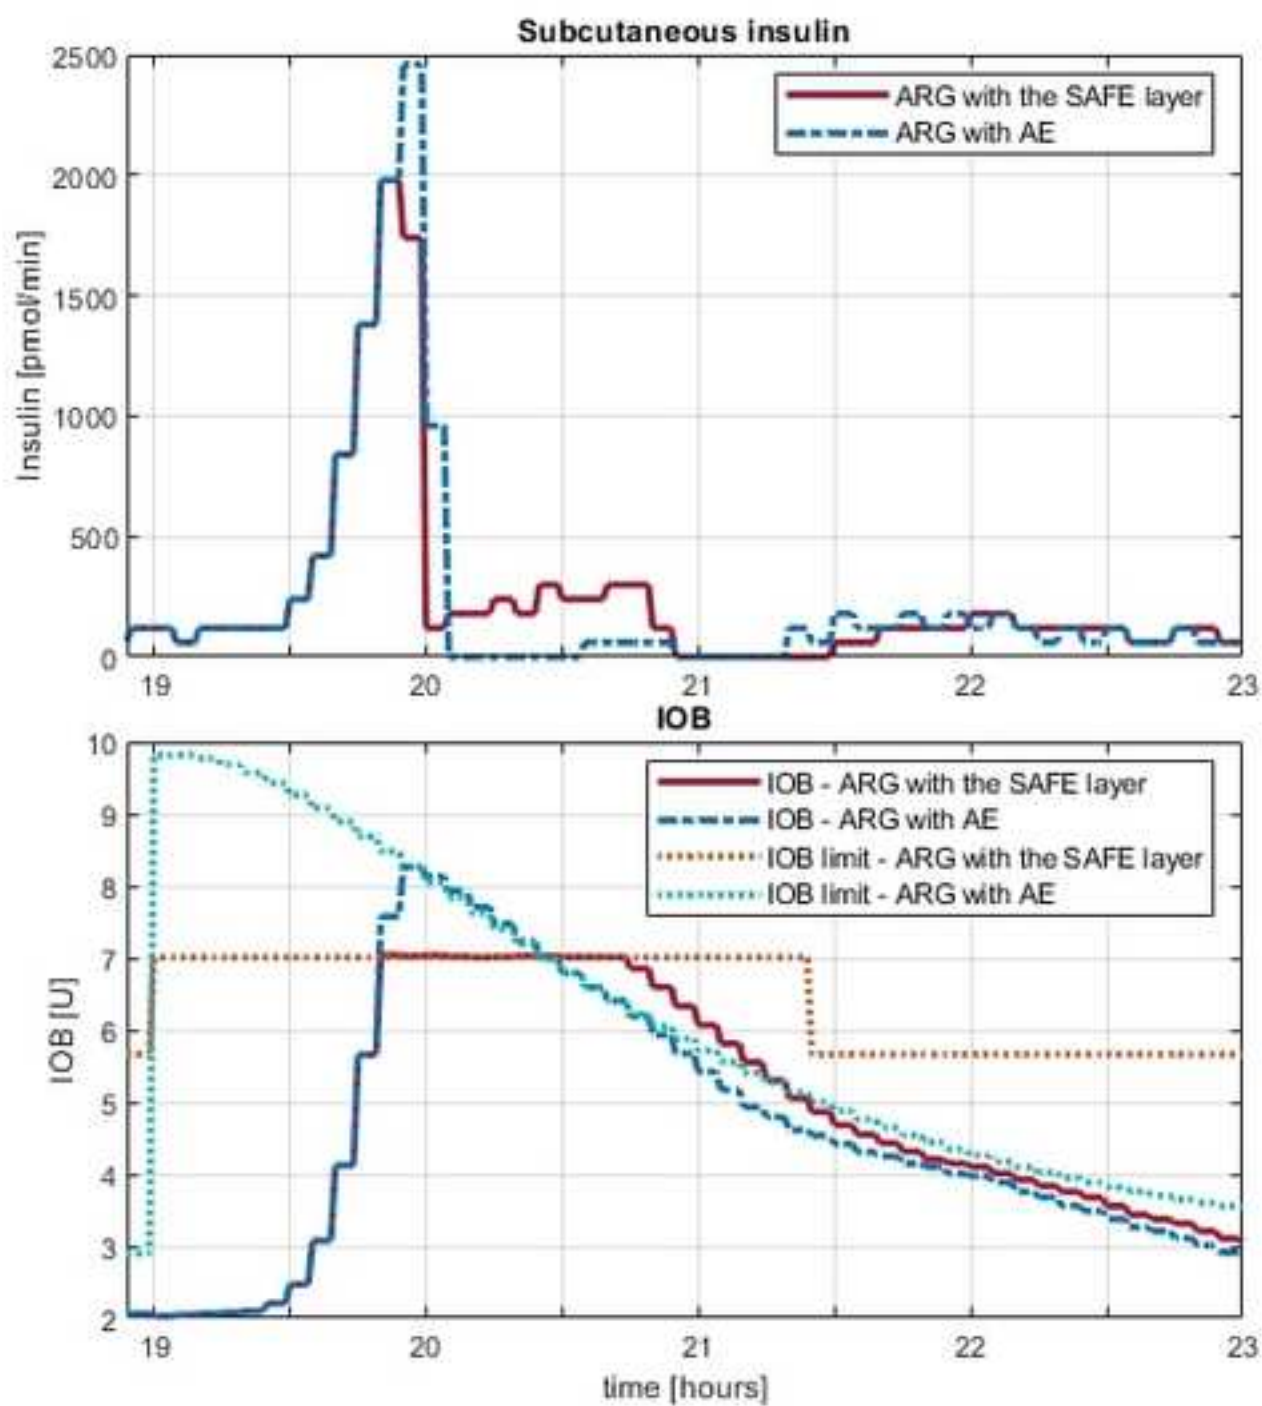 Subcutaneous insulin
2500
2000
1500
1000
500
0
Insulin [pmol/min]
ARG with the SAFE layer
ARG with AE
19 20 21 22 23
IOB
10
9
8
7
6
5
4
3
2
IOB [U]
IOB - ARG with the SAFE layer
IOB - ARG with AE
IOB limit - ARG with the SAFE layer
IOB limit - ARG with AE
19 20 21 22 23
time [hours]